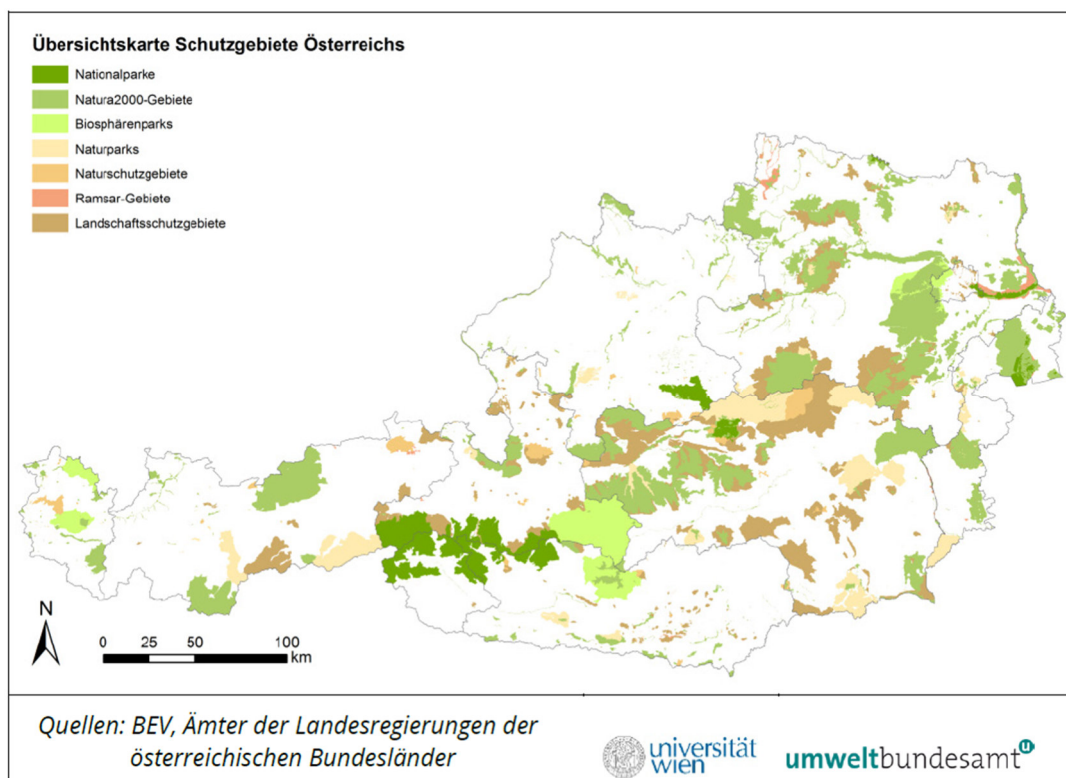 Übersichtskarte Schutzgebiete Österreichs
Nationalparke
Natura2000-Gebiete
Biosphärenparks
Naturparks
Naturschutzgebiete
Ramsar-Gebiete
Landschaftsschutzgebiete
N
0 25 50 100
km
Quellen: BEV, Ämter der Landesregierungen der
österreichischen Bundesländer
universität
wien
umweltbundesamt u